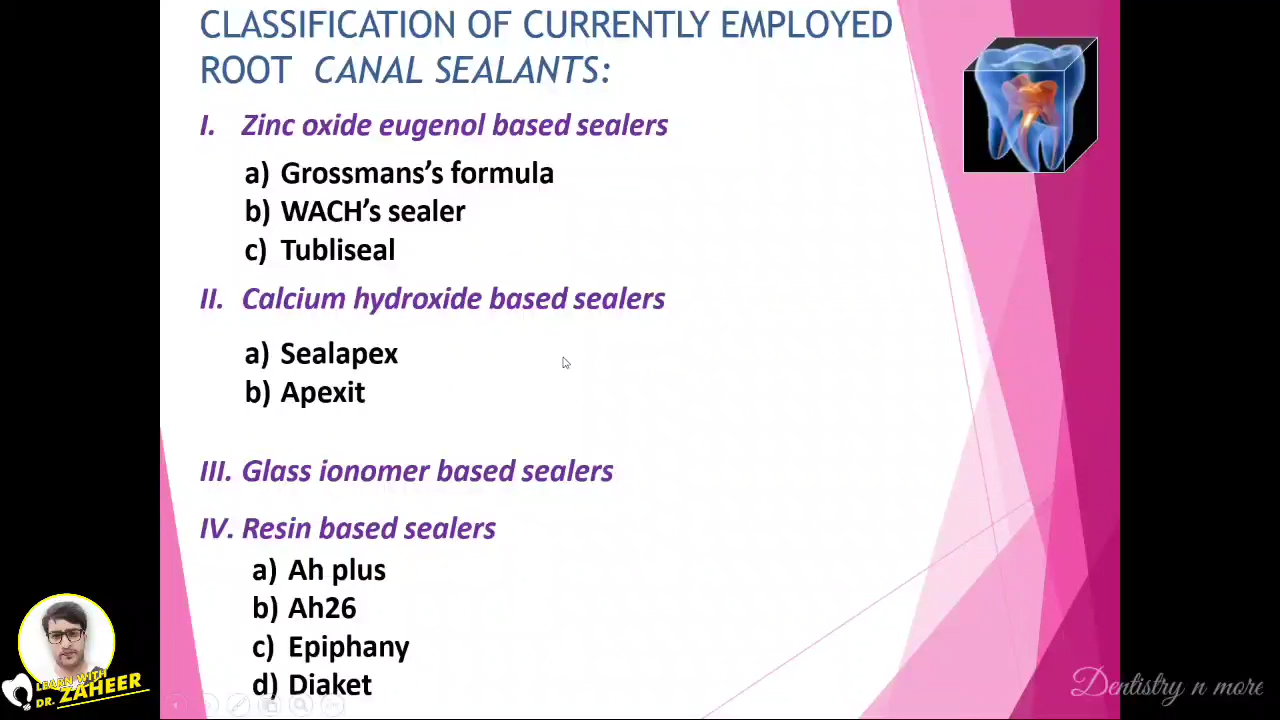 CLASSIFICATION OF CURRENTLY EMPLOYED
ROOT CANAL SEALANTS:
I. Zinc oxide eugenol based sealers
a) Grossmans’s formula
b) WACH’s sealer
c) Tubliseal
II. Calcium hydroxide based sealers
a) Sealapex
b) Apexit
III. Glass ionomer based sealers
IV. Resin based sealers
a) Ah plus
b) Ah26
c) Epiphany
d) Diaket
LEARN WITH
DR. ZAHEER
Dentistry n more